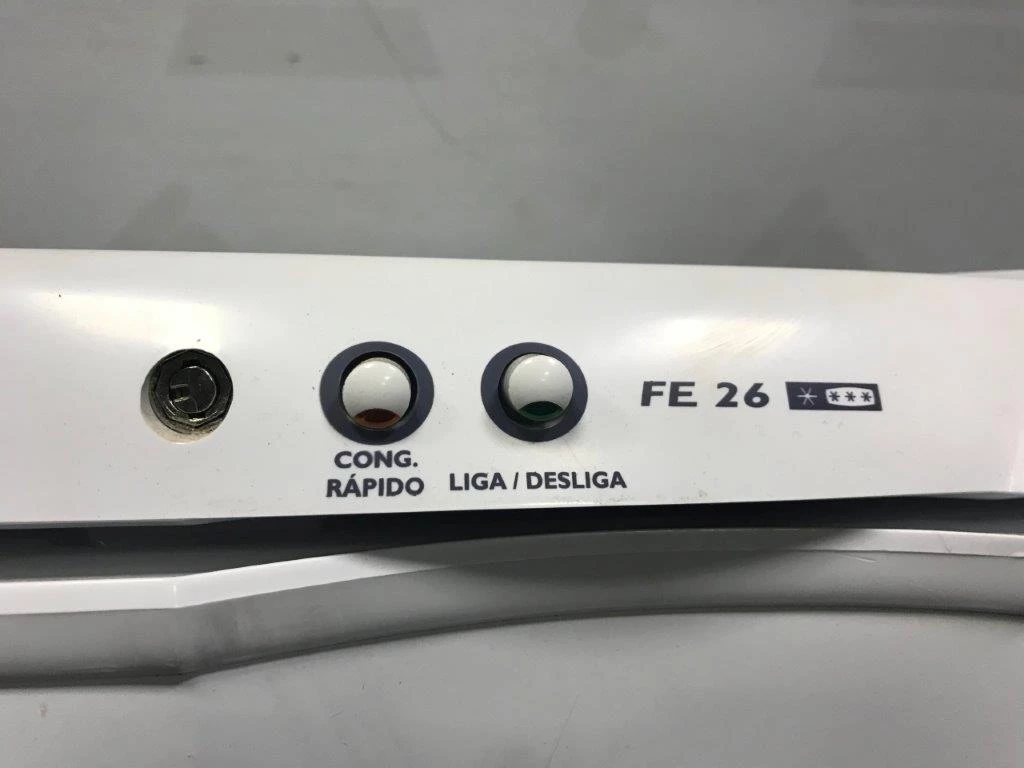 CONG.
RÁPIDO
LIGA / DESLIGA
FE 26